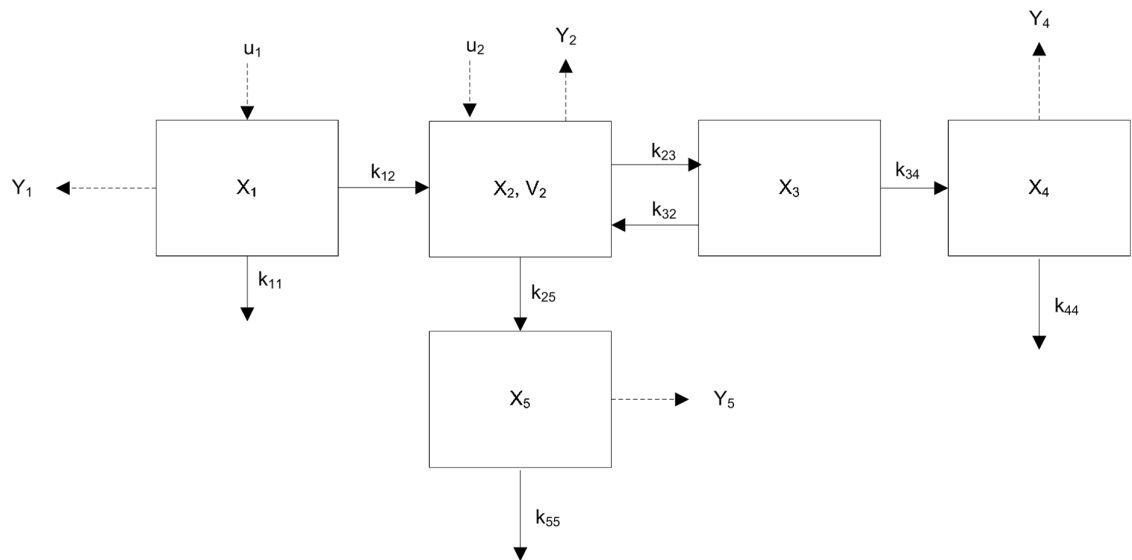 Y₄
Y₂
u₁
u₂
k₁₂
k₂₃
k₃₄
Y₁
X₁
X₂, V₂
X₃
X₄
k₃₂
k₁₁
k₂₅
k₄₄
X₅
Y₅
k₅₅